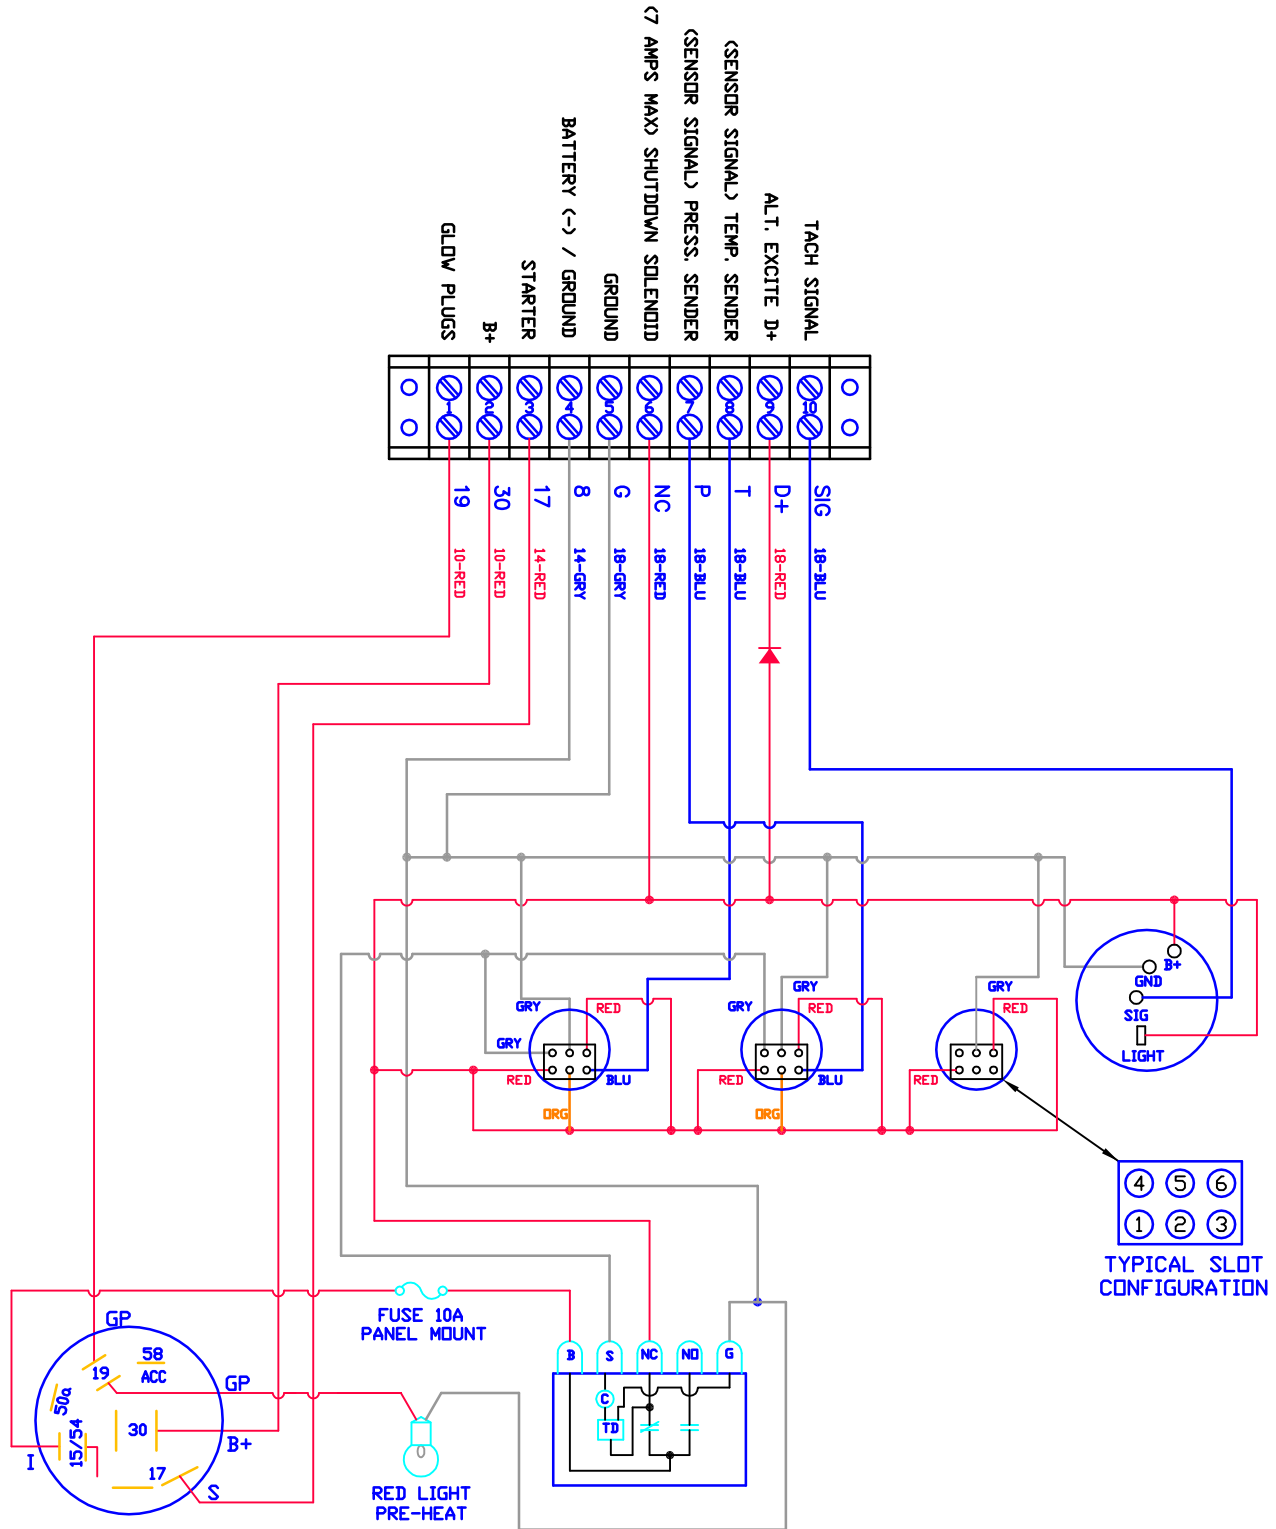 GLOW PLUGS
B+
STARTER
BATTERY (-) / GROUND
GROUND
(7 AMPS MAX) SHUTDOWN SOLENOID
(SENSOR SIGNAL) PRESS. SENDER
(SENSOR SIGNAL) TEMP. SENDER
ALT. EXCITE D+
TACH SIGNAL
1
2
3
4
5
6
7
8
9
10
19
30
17
8
G
NC
P
T
D+
SIG
10-RED
10-RED
14-RED
14-GRY
18-GRY
18-RED
18-BLU
18-BLU
18-RED
18-BLU
B+
GND
SIG
LIGHT
GRY
RED
GRY
RED
BLU
ORG
GRY
GRY
RED
RED
BLU
ORG
GRY
RED
RED
4 5 6
1 2 3
TYPICAL SLOT
CONFIGURATION
FUSE 10A
PANEL MOUNT
GP
58
ACC
19
50a
GP
30
15/54
B+
I
17
S
RED LIGHT
PRE-HEAT
B
S
NC
NO
G
C
TD